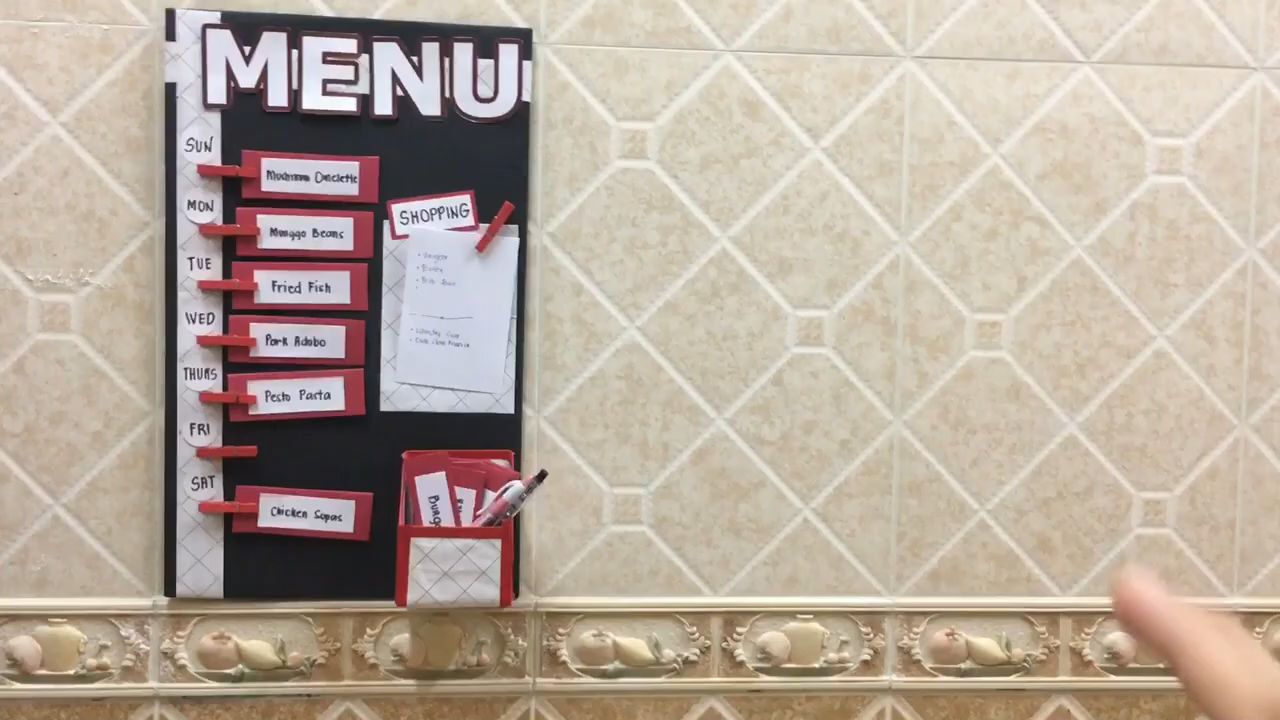 MENU
SUN
Mushroom Omelette
MON
Munggo Beans
TUE
Fried Fish
WED
Pork Adobo
THURS
Pesto Pasta
FRI
SAT
Chicken Sopas
SHOPPING
Burg